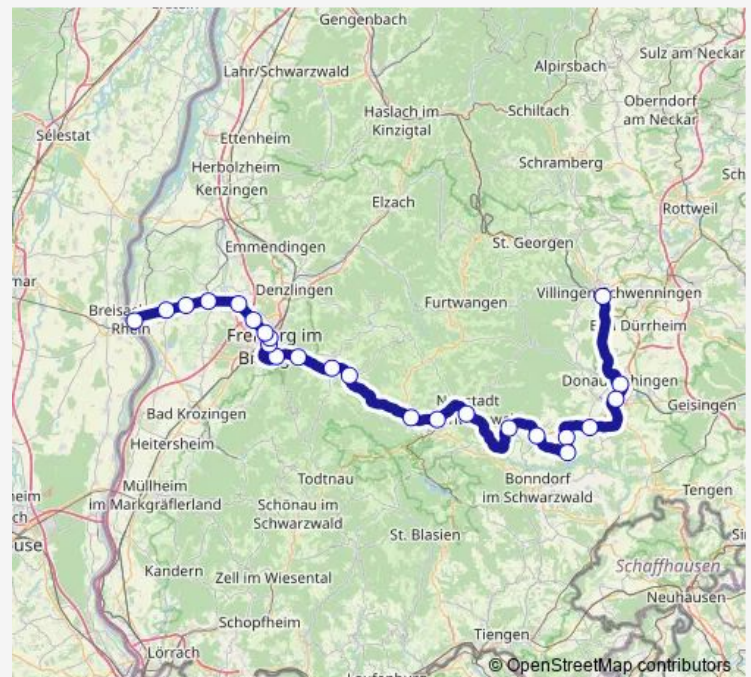 Gengenbach
Sulz am Neckar
Alpirsbach
Lahr/Schwarzwald
Oberndorf
am Neckar
Haslach im
Kinzigtal
Schiltach
Sélestat
Ettenheim
Schramberg
Herbolzheim
Kenzingen
Rottweil
Elzach
Emmendingen
St. Georgen
Denzlingen
Furtwangen
Villingen-Schwenningen
Rhein
Freiburg im
Donaueschingen
Geisingen
Bad Krozingen
Heitersheim
Bonndorf
im Schwarzwald
Tengen
Todtnau
Müllheim
im Markgräflerland
Schönau im
Schwarzwald
St. Blasien
Schaffhausen
Kandern
Zell im Wiesental
Neuhausen
Schopfheim
Tiengen
Lörrach
© OpenStreetMap contributors